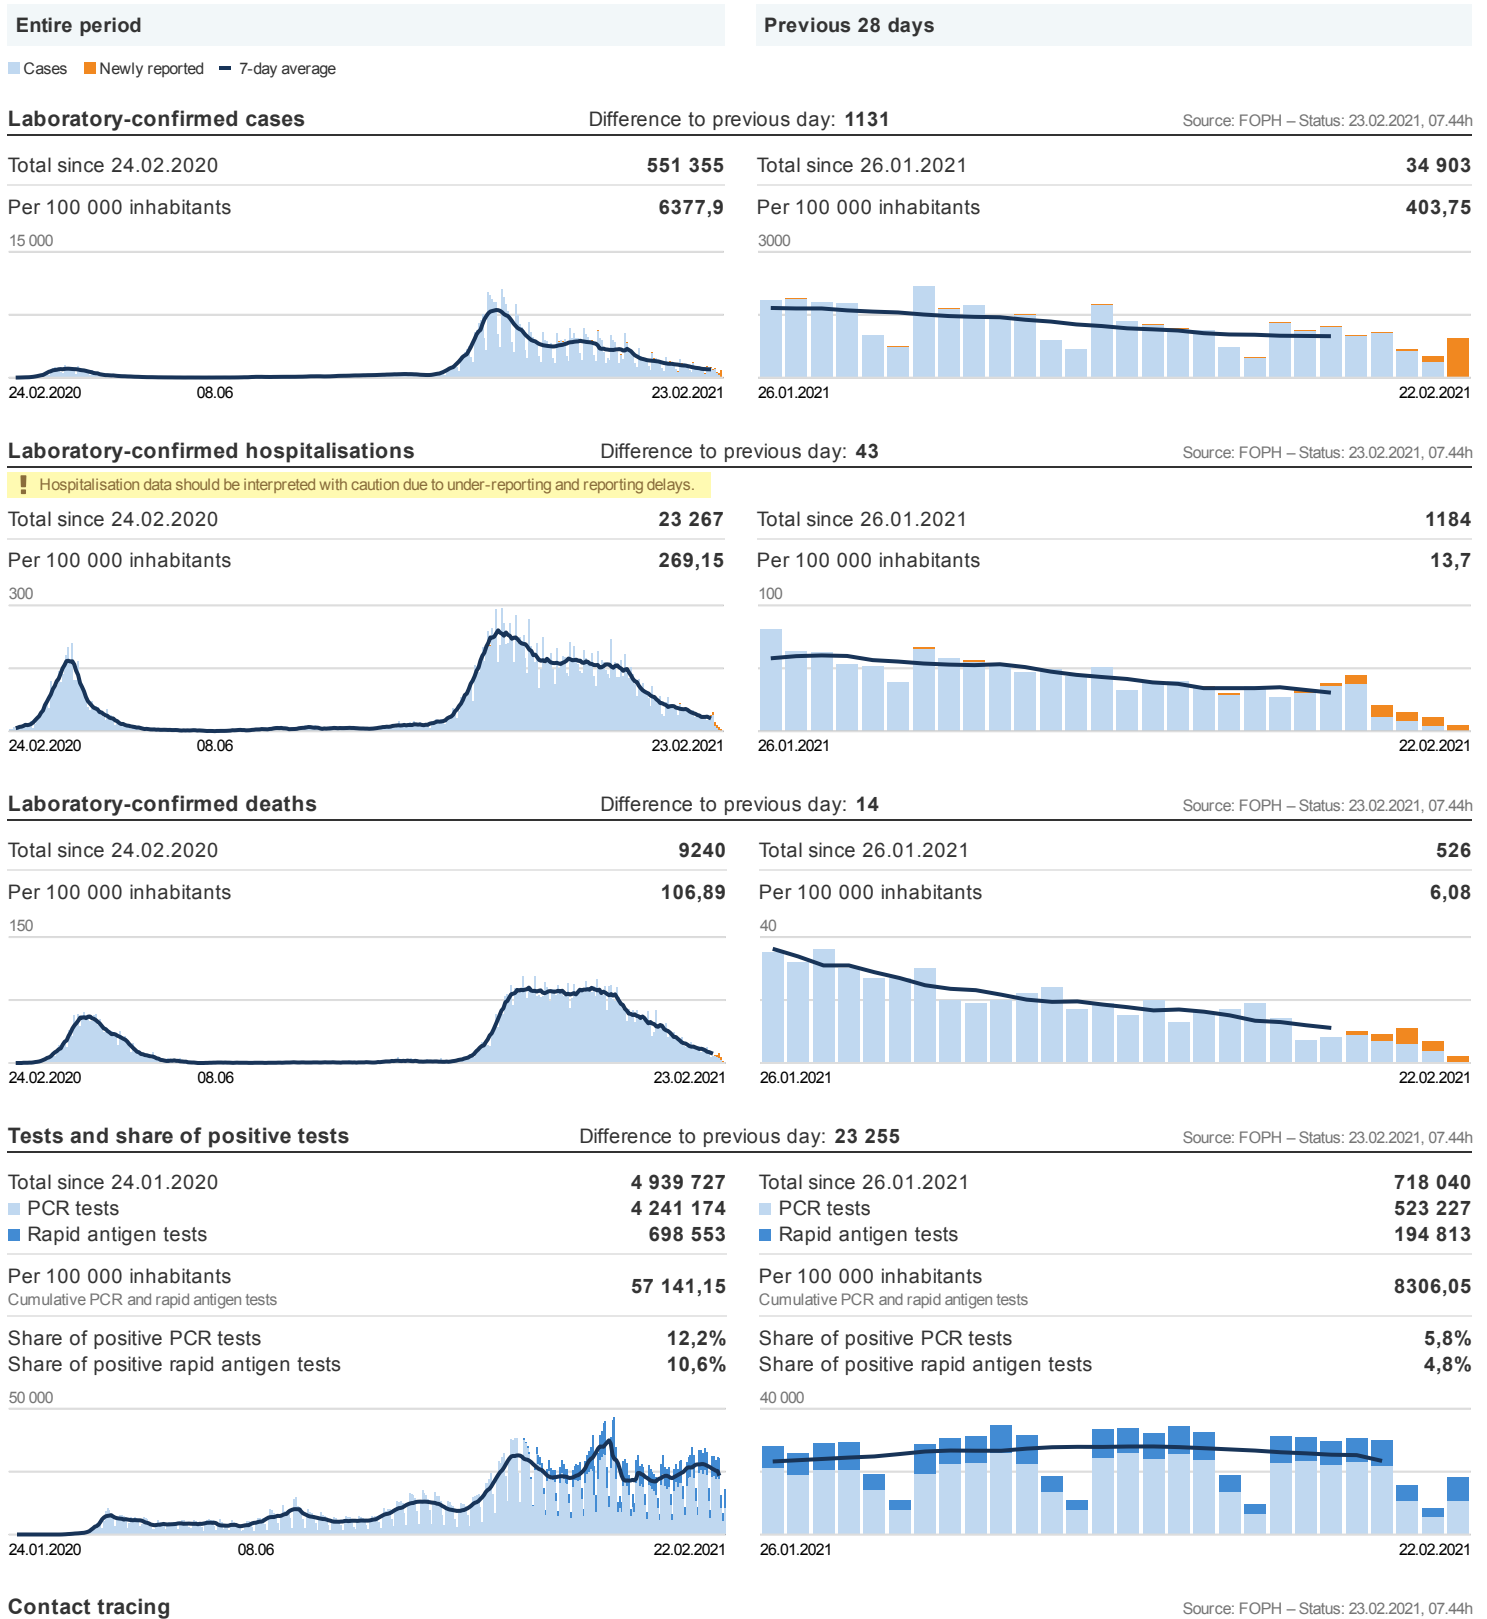 Entire period
Previous 28 days
Cases Newly reported 7-day average
Laboratory-confirmed cases Difference to previous day: 1131 Source: FOPH – Status: 23.02.2021, 07.44h
Total since 24.02.2020 551 355
Per 100 000 inhabitants 6377,9
15 000
24.02.2020 08.06 23.02.2021
Total since 26.01.2021 34 903
Per 100 000 inhabitants 403,75
3000
26.01.2021 22.02.2021
Laboratory-confirmed hospitalisations Difference to previous day: 43 Source: FOPH – Status: 23.02.2021, 07.44h
! Hospitalisation data should be interpreted with caution due to under-reporting and reporting delays.
Total since 24.02.2020 23 267
Per 100 000 inhabitants 269,15
300
24.02.2020 08.06 23.02.2021
Total since 26.01.2021 1184
Per 100 000 inhabitants 13,7
100
26.01.2021 22.02.2021
Laboratory-confirmed deaths Difference to previous day: 14 Source: FOPH – Status: 23.02.2021, 07.44h
Total since 24.02.2020 9240
Per 100 000 inhabitants 106,89
150
24.02.2020 08.06 23.02.2021
Total since 26.01.2021 526
Per 100 000 inhabitants 6,08
40
26.01.2021 22.02.2021
Tests and share of positive tests Difference to previous day: 23 255 Source: FOPH – Status: 23.02.2021, 07.44h
Total since 24.01.2020 4 939 727
PCR tests 4 241 174
Rapid antigen tests 698 553
Per 100 000 inhabitants 57 141,15
Cumulative PCR and rapid antigen tests
Share of positive PCR tests 12,2%
Share of positive rapid antigen tests 10,6%
50 000
24.01.2020 08.06 22.02.2021
Total since 26.01.2021 718 040
PCR tests 523 227
Rapid antigen tests 194 813
Per 100 000 inhabitants 8306,05
Cumulative PCR and rapid antigen tests
Share of positive PCR tests 5,8%
Share of positive rapid antigen tests 4,8%
40 000
26.01.2021 22.02.2021
Contact tracing Source: FOPH – Status: 23.02.2021, 07.44h